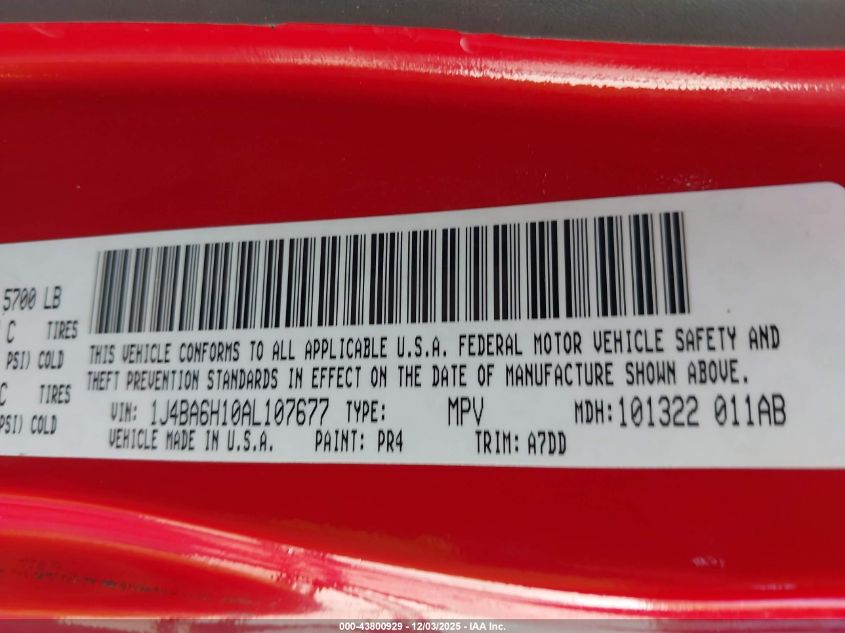 5700 LB
C TIRES
PSI) COLD
C TIRES
PSI) COLD
THIS VEHICLE CONFORMS TO ALL APPLICABLE U.S.A. FEDERAL MOTOR VEHICLE SAFETY AND
THEFT PREVENTION STANDARDS IN EFFECT ON THE DATE OF MANUFACTURE SHOWN ABOVE.
VIN: 1J4BA6H10AL107677 TYPE: MPV MDH: 101322 011AB
VEHICLE MADE IN U.S.A. PAINT: PR4 TRIM: A7DD
000-43800929 - 12/03/2025 - IAA Inc.